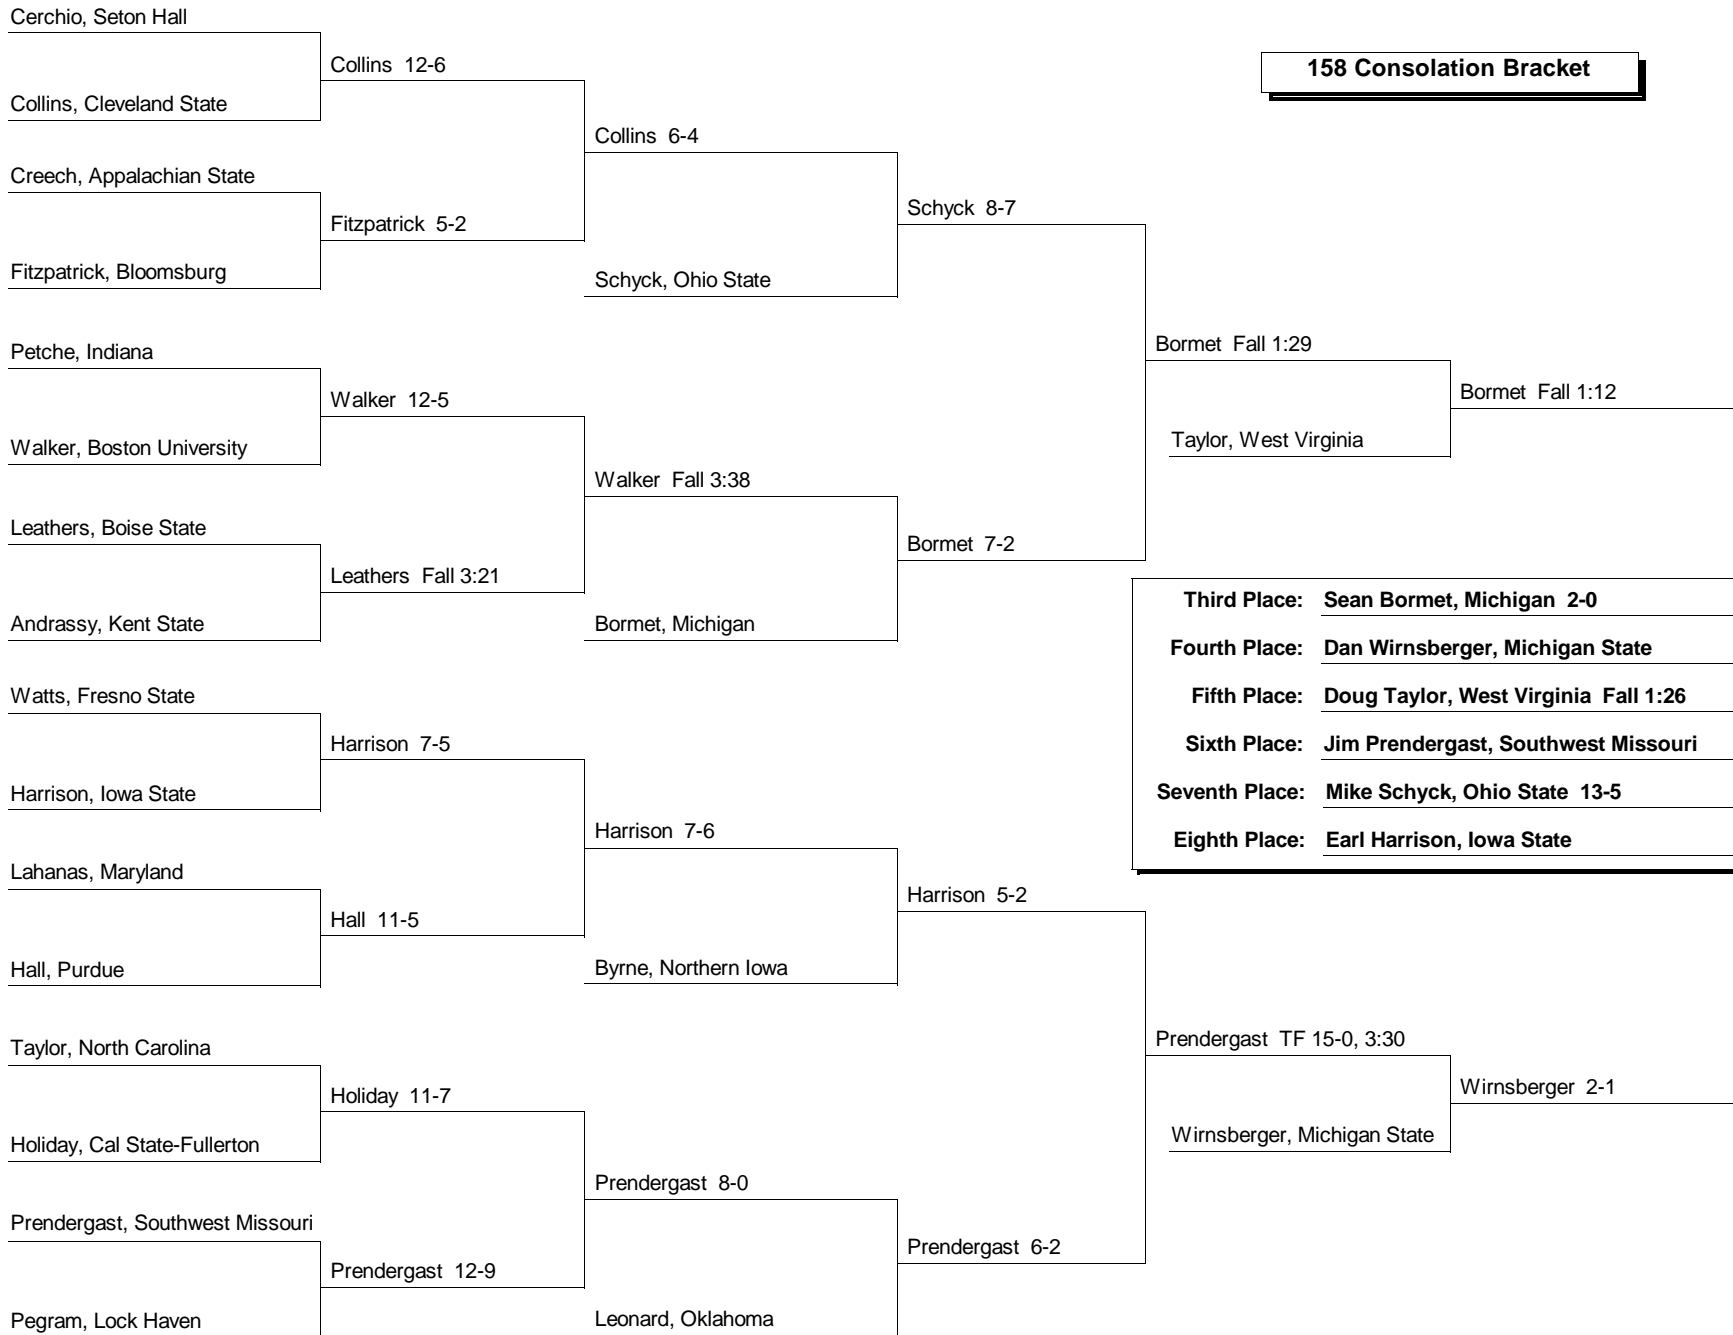 158 Consolation Bracket
Cerchio, Seton Hall
Collins 12-6
Collins, Cleveland State
Collins 6-4
Creech, Appalachian State
Fitzpatrick 5-2
Schyck 8-7
Fitzpatrick, Bloomsburg
Schyck, Ohio State
Petche, Indiana
Bormet Fall 1:29
Walker 12-5
Bormet Fall 1:12
Walker, Boston University
Taylor, West Virginia
Walker Fall 3:38
Leathers, Boise State
Bormet 7-2
Leathers Fall 3:21
Andrassy, Kent State
Bormet, Michigan
Third Place: Sean Bormet, Michigan 2-0
Fourth Place: Dan Wirnsberger, Michigan State
Fifth Place: Doug Taylor, West Virginia Fall 1:26
Sixth Place: Jim Prendergast, Southwest Missouri
Seventh Place: Mike Schyck, Ohio State 13-5
Eighth Place: Earl Harrison, Iowa State
Watts, Fresno State
Harrison 7-5
Harrison, Iowa State
Harrison 7-6
Lahanas, Maryland
Harrison 5-2
Hall 11-5
Hall, Purdue
Byrne, Northern Iowa
Taylor, North Carolina
Prendergast TF 15-0, 3:30
Holiday 11-7
Wirnsberger 2-1
Holiday, Cal State-Fullerton
Wirnsberger, Michigan State
Prendergast 8-0
Prendergast, Southwest Missouri
Prendergast 6-2
Prendergast 12-9
Pegram, Lock Haven
Leonard, Oklahoma